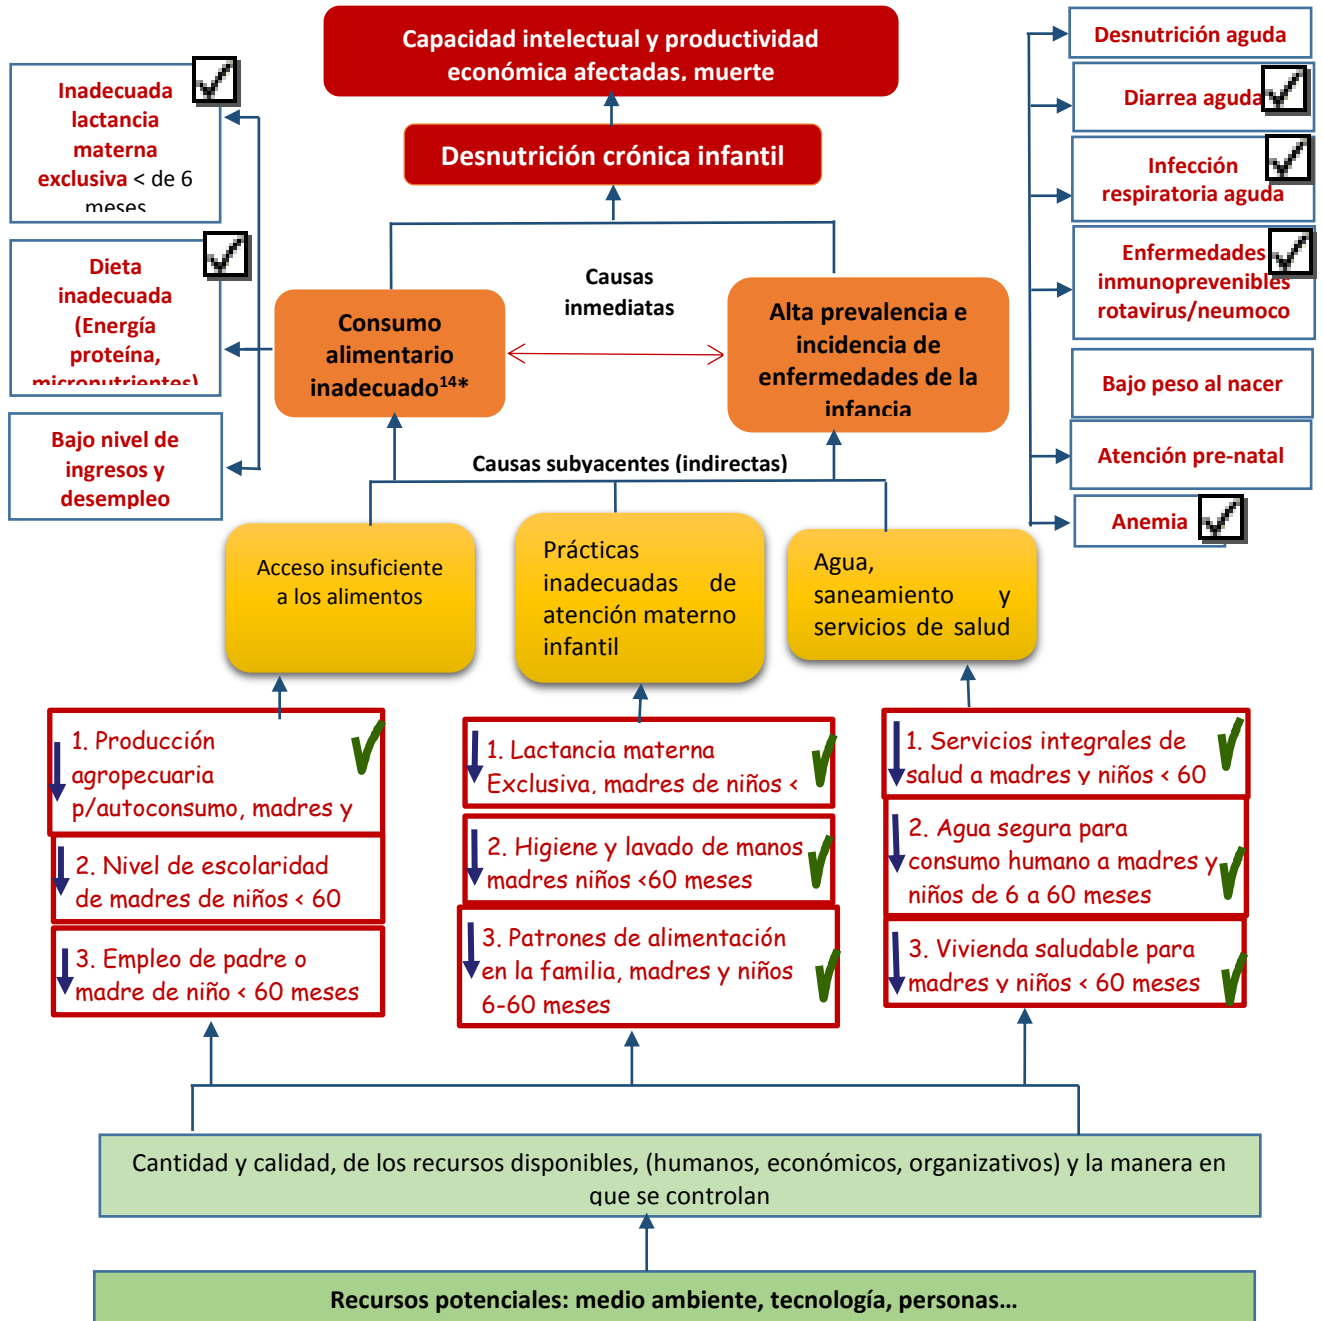 Capacidad intelectual y productividad
económica afectadas, muerte
Desnutrición crónica infantil
Inadecuada
lactancia
materna
exclusiva < de 6
meses
Dieta
inadecuada
(Energía
proteína,
micronutrientes)
Bajo nivel de
ingresos y
desempleo
Causas
inmediatas
Consumo
alimentario
inadecuado14*
Alta prevalencia e
incidencia de
enfermedades de la
infancia
Desnutrición aguda
Diarrea aguda
Infección
respiratoria aguda
Enfermedades
inmunoprevenibles
rotavirus/neumoco
Bajo peso al nacer
Atención pre-natal
Anemia
Causas subyacentes (indirectas)
Acceso insuficiente
a los alimentos
Prácticas
inadecuadas de
atención materno
infantil
Agua,
saneamiento y
servicios de salud
1. Producción
agropecuaria
p/autoconsumo, madres y
2. Nivel de escolaridad
de madres de niños < 60
3. Empleo de padre o
madre de niño < 60 meses
1. Lactancia materna
Exclusiva, madres de niños <
2. Higiene y lavado de manos
madres niños <60 meses
3. Patrones de alimentación
en la familia, madres y niños
6-60 meses
1. Servicios integrales de
salud a madres y niños < 60
2. Agua segura para
consumo humano a madres y
niños de 6 a 60 meses
3. Vivienda saludable para
madres y niños < 60 meses
Cantidad y calidad, de los recursos disponibles, (humanos, económicos, organizativos) y la manera en
que se controlan
Recursos potenciales: medio ambiente, tecnología, personas…